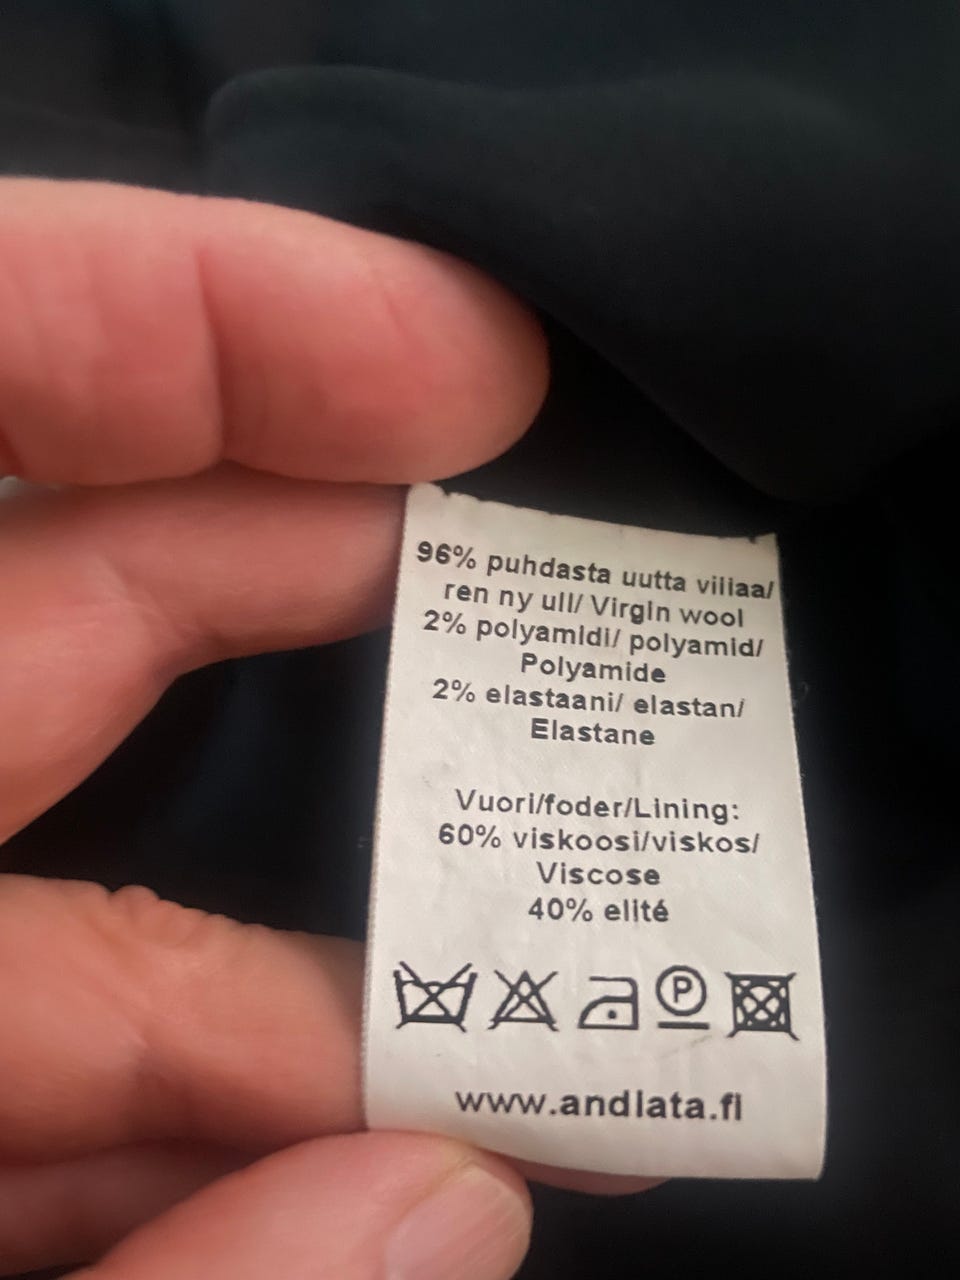 96% puhdasta uutta villaa/
ren ny ull/ Virgin wool
2% polyamidi/ polyamid/
Polyamide
2% elastaani/ elastan/
Elastane
Vuori/foder/Lining:
60% viskoosi/viskos/
Viscose
40% elité
P
www.andiata.fi